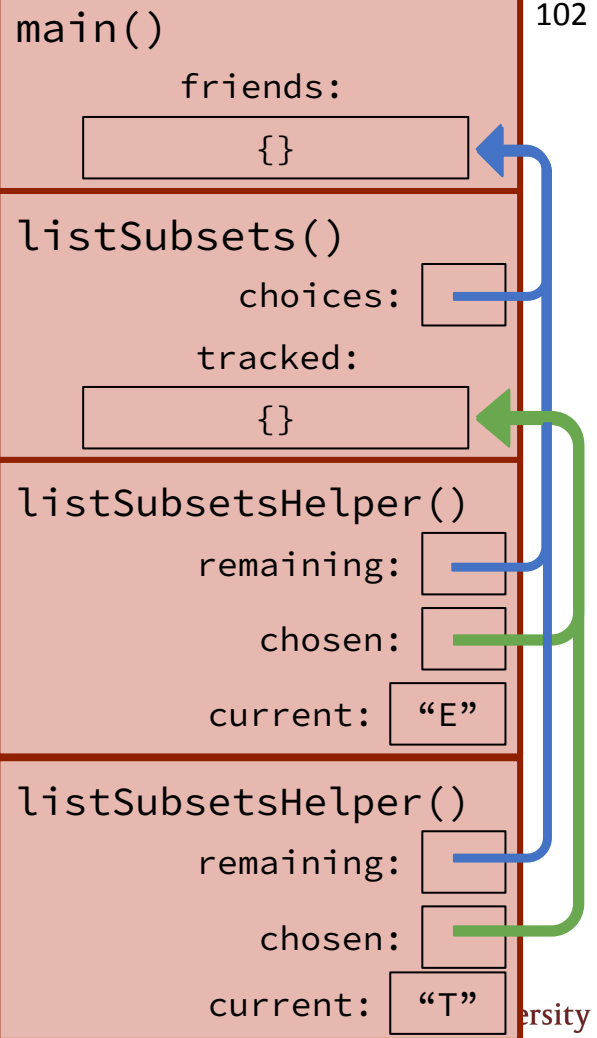 102
main()
friends:
{}
listSubsets()
choices:
tracked:
{}
listSubsetsHelper()
remaining:
chosen:
current: “E”
listSubsetsHelper()
remaining:
chosen:
current: “T”
ersity